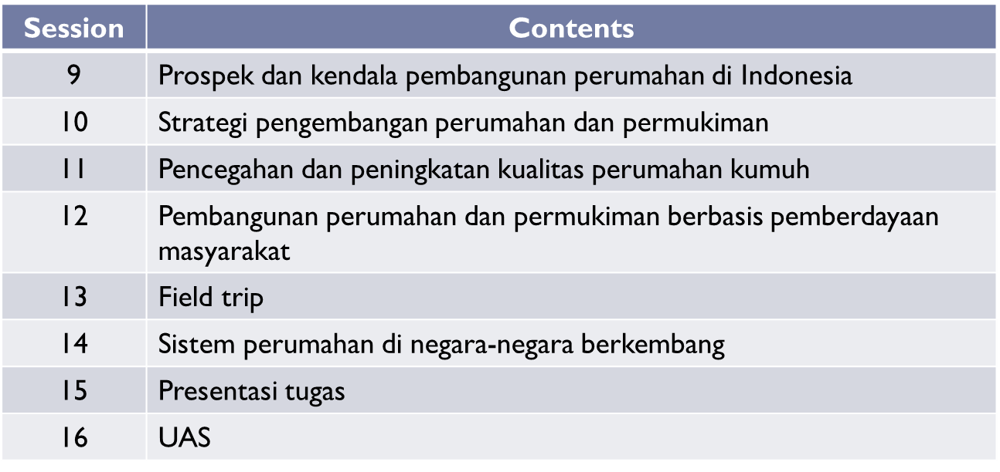 Session Contents
9 Prospek dan kendala pembangunan perumahan di Indonesia
10 Strategi pengembangan perumahan dan permukiman
11 Pencegahan dan peningkatan kualitas perumahan kumuh
12 Pembangunan perumahan dan permukiman berbasis pemberdayaan
masyarakat
13 Field trip
14 Sistem perumahan di negara-negara berkembang
15 Presentasi tugas
16 UAS